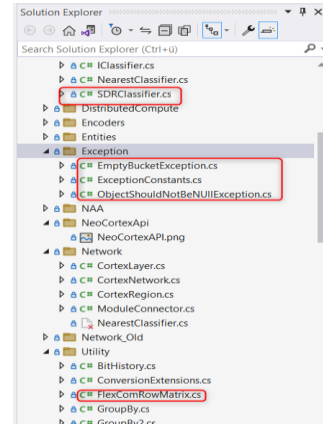 Solution Explorer
Search Solution Explorer (Ctrl+ü)
C# IClassifier.cs
C# NearestClassifier.cs
C# SDRClassifier.cs
DistributedCompute
Encoders
Entities
Exception
C# EmptyBucketException.cs
C# ExceptionConstants.cs
C# ObjectShouldNotBeNUllException.cs
NAA
NeoCortexApi
NeoCortexAPI.png
Network
C# CortexLayer.cs
C# CortexNetwork.cs
C# CortexRegion.cs
C# ModuleConnector.cs
NearestClassifier.cs
Network_Old
Utility
C# BitHistory.cs
C# ConversionExtensions.cs
C# FlexComRowMatrix.cs
C# GroupBy.cs
C# GroupBy2.cs